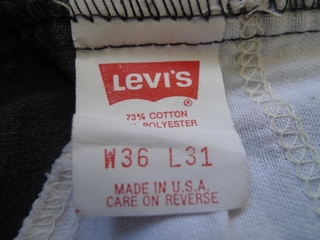 LEVI'S
®
73% COTTON
POLYESTER
W36 L31
MADE IN U.S.A.
CARE ON REVERSE